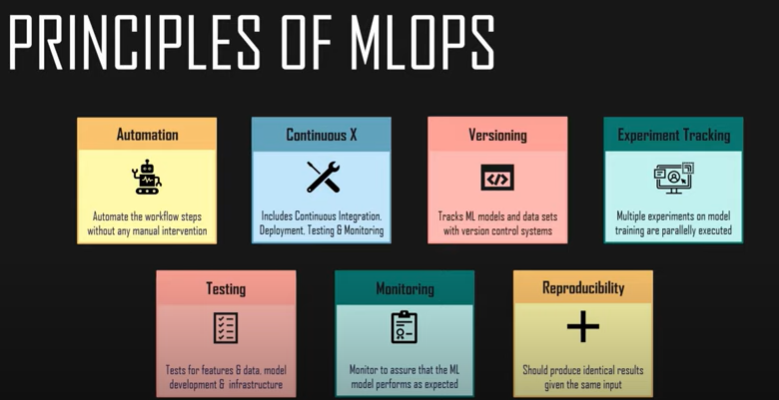 PRINCIPLES OF MLOPS
Automation
Automate the workflow steps
without any manual intervention
Continuous X
Includes Continuous Integration,
Deployment, Testing & Monitoring
Versioning
</>
Tracks ML models and data sets
with version control systems
Experiment Tracking
Multiple experiments on model
training are parallelly executed
Testing
Tests for features & data, model
development & infrastructure
Monitoring
Monitor to assure that the ML
model performs as expected
Reproducibility
Should produce identical results
given the same input